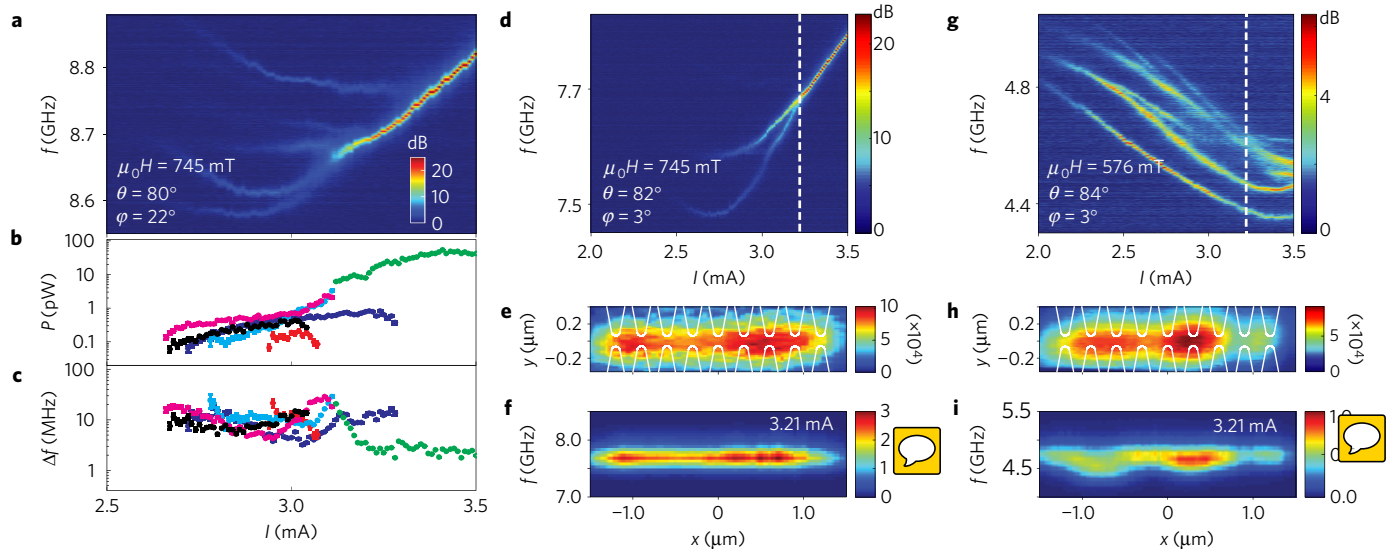 a
f (GHz)
8.8
8.7
8.6
μ₀H = 745 mT
θ = 80°
φ = 22°
dB
20
10
0
b
P (pW)
100
10
1
0.1
c
Δf (MHz)
10
1
2.5
3.0
3.5
I (mA)
d
f (GHz)
7.7
7.5
μ₀H = 745 mT
θ = 82°
φ = 3°
2.0
2.5
3.0
3.5
I (mA)
dB
20
10
0
e
y (μm)
0.2
−0.2
10
5
0
(×10⁴)
f
f (GHz)
8.0
7.0
3.21 mA
3
2
1
0
−1.0
0
1.0
x (μm)
g
f (GHz)
4.8
4.4
μ₀H = 576 mT
θ = 84°
φ = 3°
2.0
2.5
3.0
3.5
I (mA)
dB
4
0
h
y (μm)
0.2
−0.2
5
0
(×10⁴)
i
f (GHz)
5.5
4.5
3.21 mA
0.0
−1.0
0
1.0
x (μm)